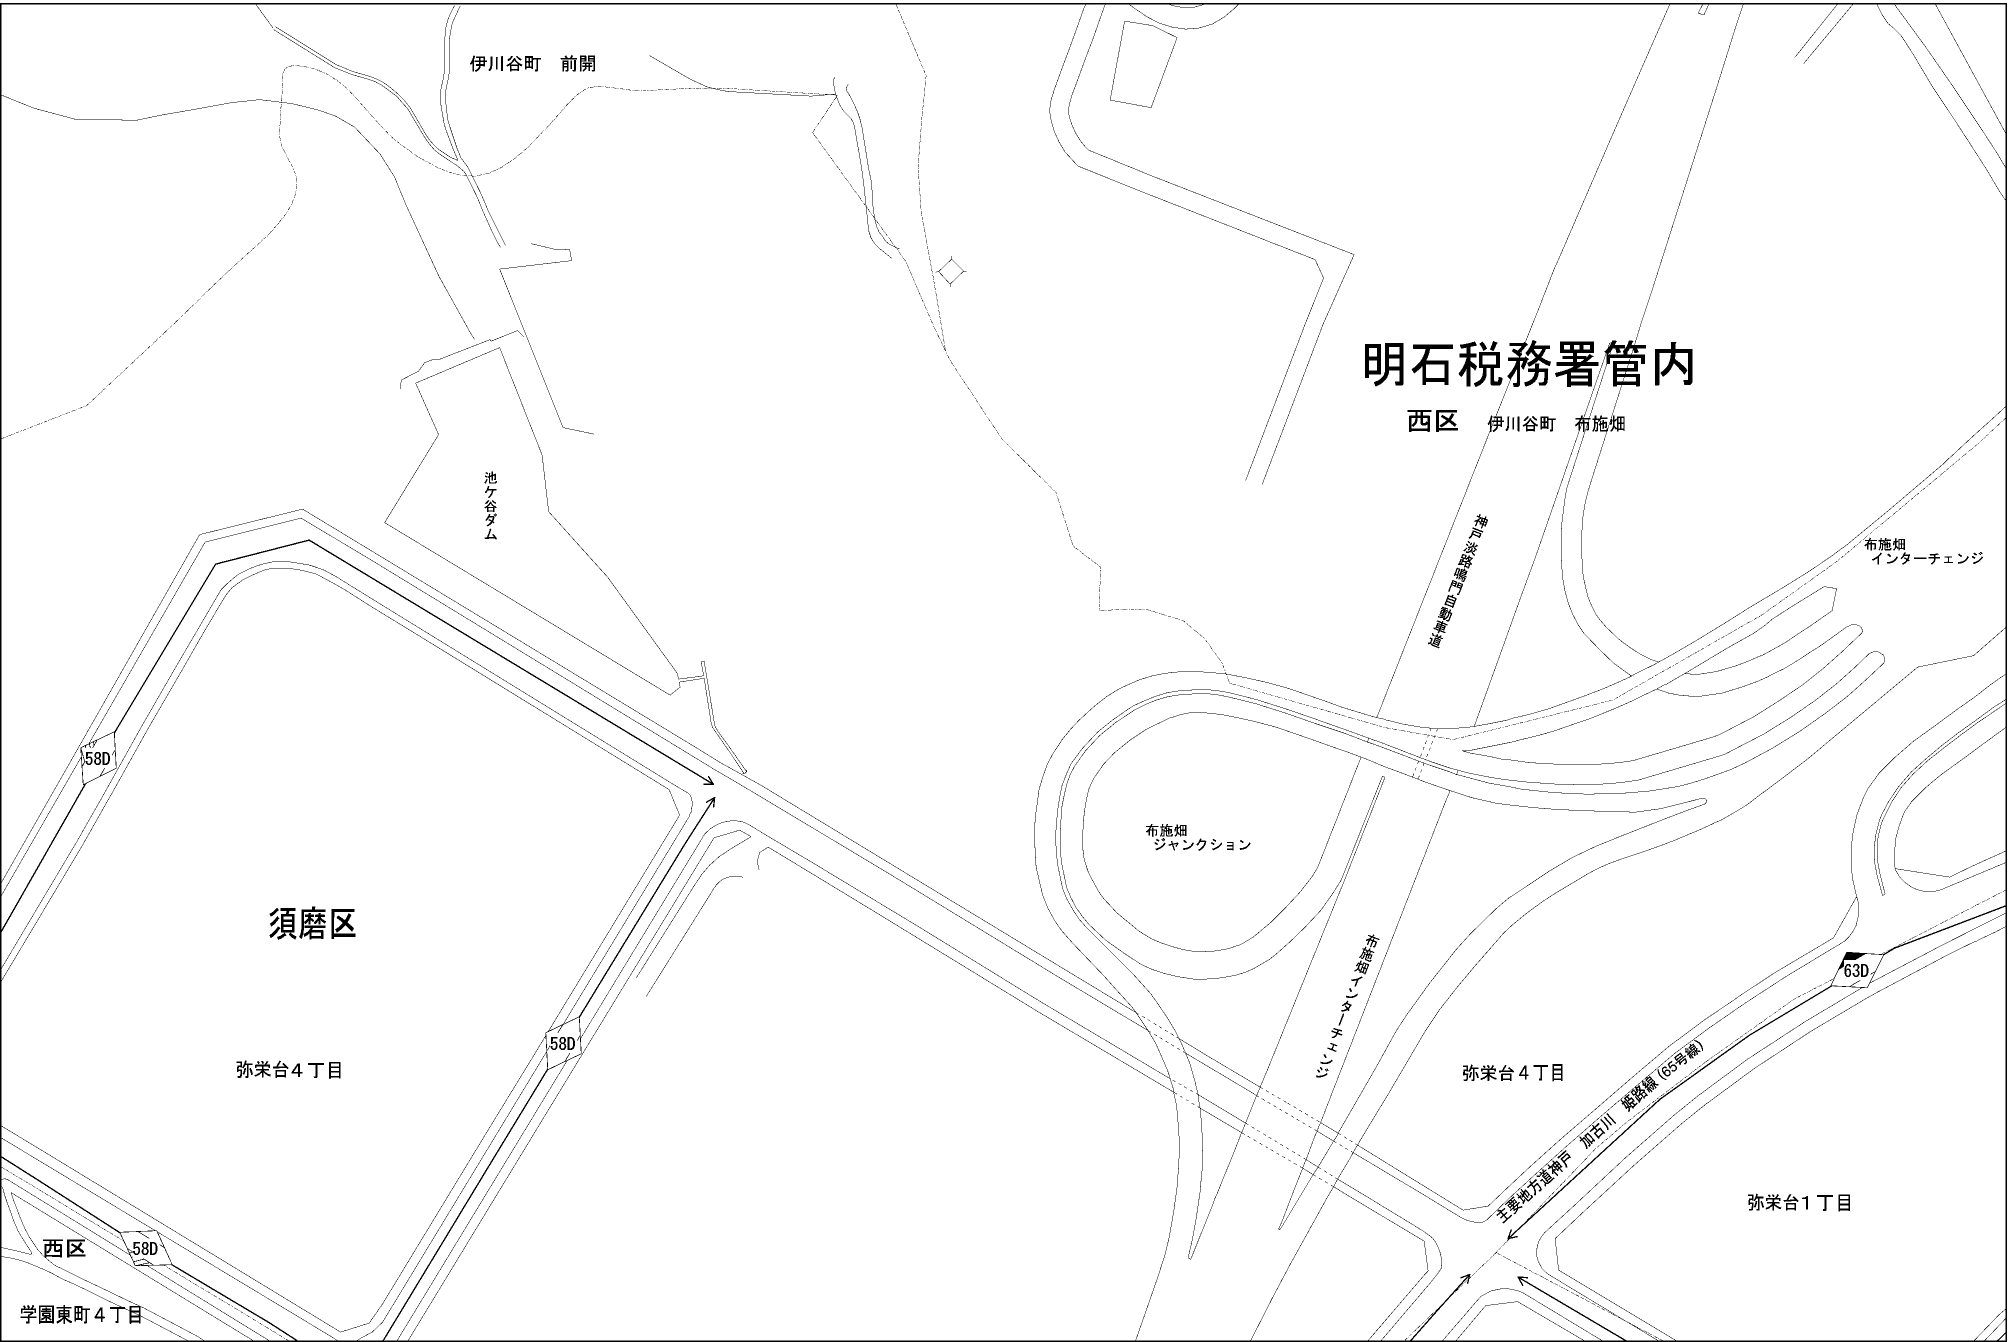 伊川谷町　前開
明石税務署管内
西区　伊川谷町　布施畑
池ケ谷ダム
神戸淡路鳴門自動車道
布施畑
インターチェンジ
58D
布施畑
ジャンクション
須磨区
布施畑インターチェンジ
63D
58D
弥栄台４丁目
弥栄台４丁目
主要地方道神戸　加古川　姫路線(65号線)
弥栄台１丁目
西区
58D
学園東町４丁目